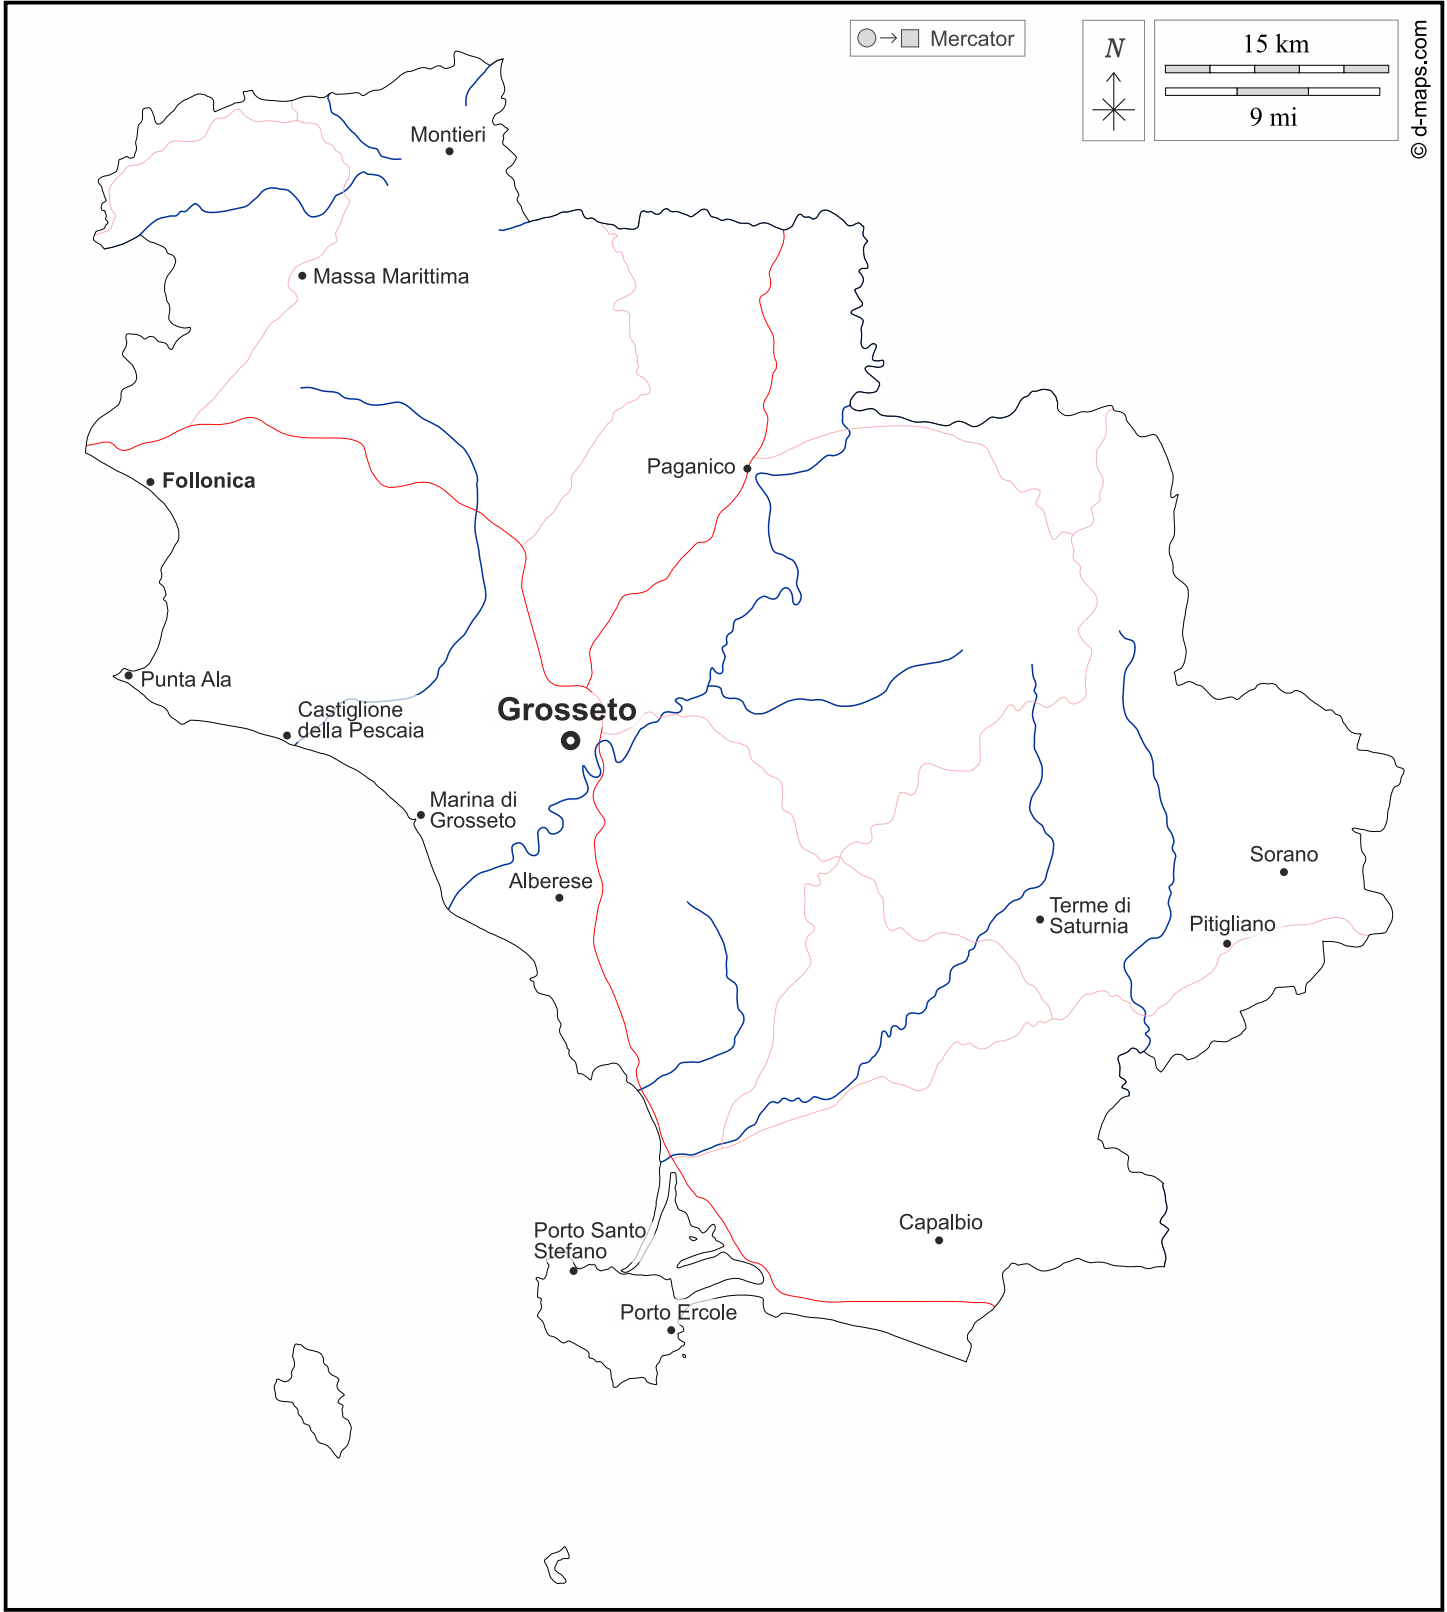 Mercator
N
15 km
9 mi
© d-maps.com
Montieri
Massa Marittima
Paganico
Follonica
Punta Ala
Castiglione
della Pescaia
Grosseto
Marina di
Grosseto
Alberese
Sorano
Terme di
Saturnia
Pitigliano
Capalbio
Porto Santo
Stefano
Porto Ercole